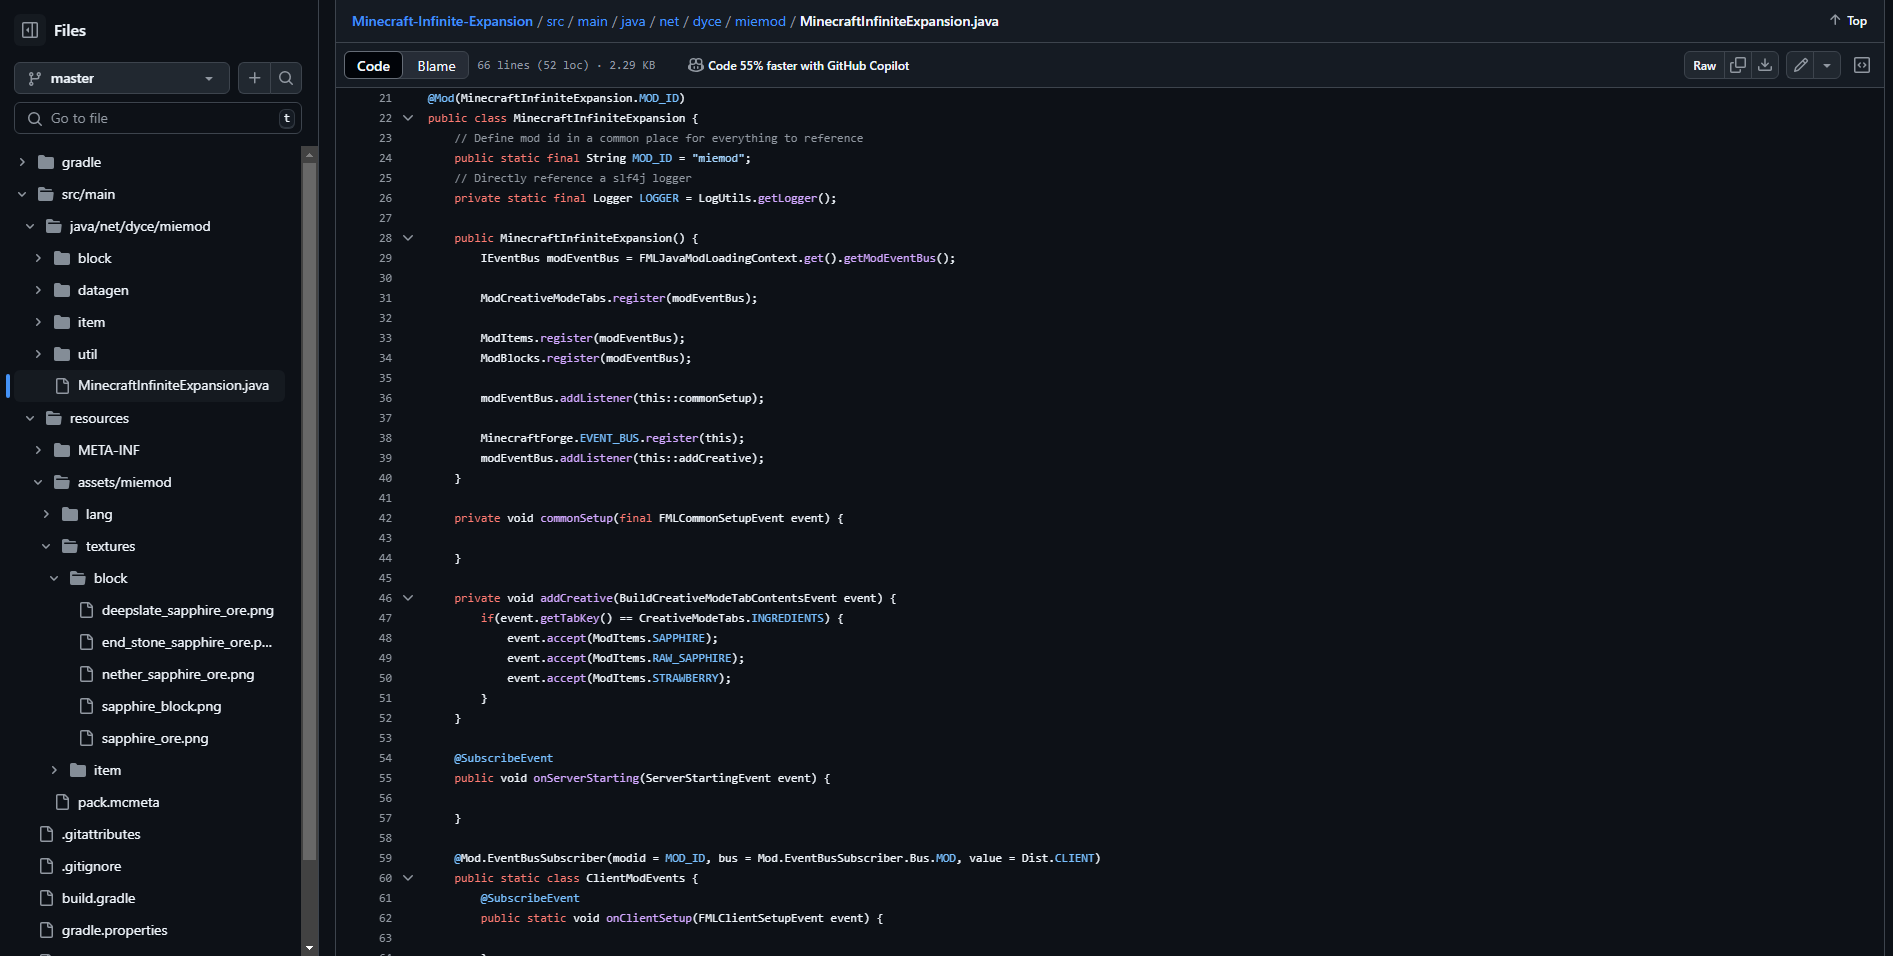 Files
master
Go to file
t
gradle
src/main
java/net/dyce/miemod
block
datagen
item
util
MinecraftInfiniteExpansion.java
resources
META-INF
assets/miemod
lang
textures
block
deepslate_sapphire_ore.png
end_stone_sapphire_ore.p...
nether_sapphire_ore.png
sapphire_block.png
sapphire_ore.png
item
pack.mcmeta
.gitattributes
.gitignore
build.gradle
gradle.properties
Minecraft-Infinite-Expansion / src / main / java / net / dyce / miemod / MinecraftInfiniteExpansion.java
Top
Code Blame 66 lines (52 loc) · 2.29 KB Code 55% faster with GitHub Copilot Raw
21 @Mod(MinecraftInfiniteExpansion.MOD_ID)
22 public class MinecraftInfiniteExpansion {
23 // Define mod id in a common place for everything to reference
24 public static final String MOD_ID = "miemod";
25 // Directly reference a slf4j logger
26 private static final Logger LOGGER = LogUtils.getLogger();
27
28 public MinecraftInfiniteExpansion() {
29 IEventBus modEventBus = FMLJavaModLoadingContext.get().getModEventBus();
30
31 ModCreativeModeTabs.register(modEventBus);
32
33 ModItems.register(modEventBus);
34 ModBlocks.register(modEventBus);
35
36 modEventBus.addListener(this::commonSetup);
37
38 MinecraftForge.EVENT_BUS.register(this);
39 modEventBus.addListener(this::addCreative);
40 }
41
42 private void commonSetup(final FMLCommonSetupEvent event) {
43
44 }
45
46 private void addCreative(BuildCreativeModeTabContentsEvent event) {
47 if(event.getTabKey() == CreativeModeTabs.INGREDIENTS) {
48 event.accept(ModItems.SAPPHIRE);
49 event.accept(ModItems.RAW_SAPPHIRE);
50 event.accept(ModItems.STRAWBERRY);
51 }
52 }
53
54 @SubscribeEvent
55 public void onServerStarting(ServerStartingEvent event) {
56
57 }
58
59 @Mod.EventBusSubscriber(modid = MOD_ID, bus = Mod.EventBusSubscriber.Bus.MOD, value = Dist.CLIENT)
60 public static class ClientModEvents {
61 @SubscribeEvent
62 public static void onClientSetup(FMLClientSetupEvent event) {
63